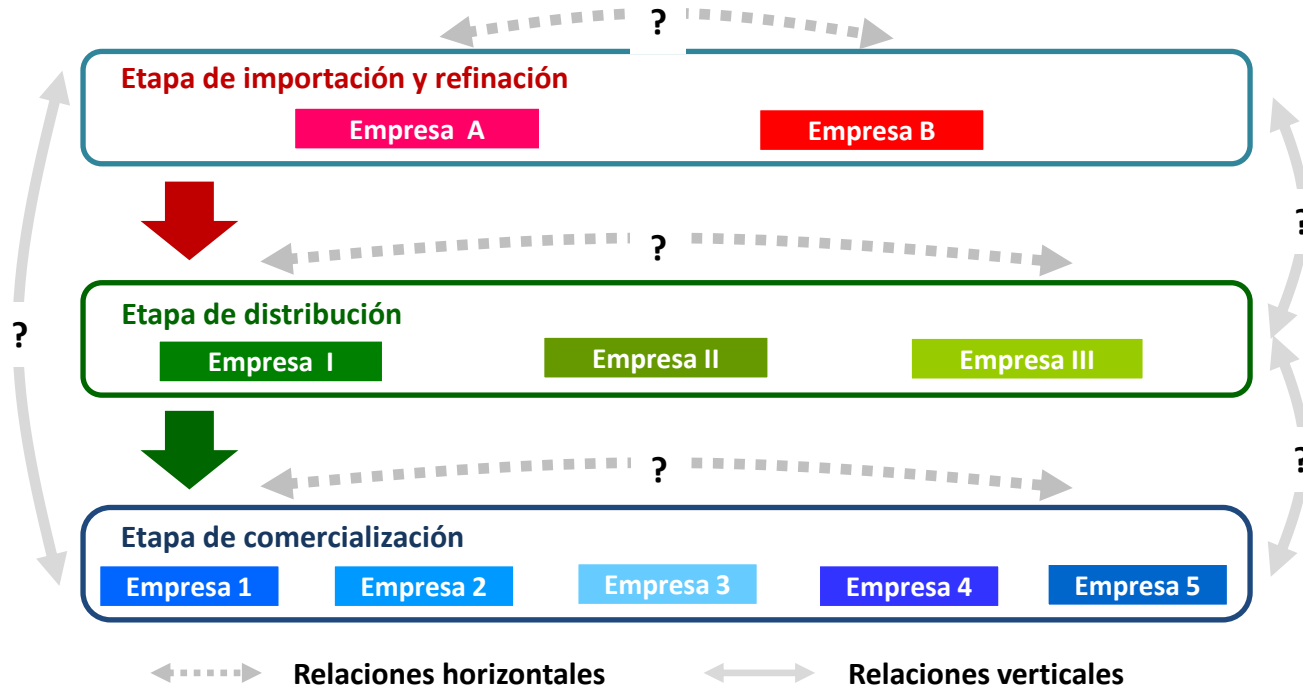 ?
Etapa de importación y refinación
Empresa A
Empresa B
?
?
Etapa de distribución
?
Empresa I
Empresa II
Empresa III
?
?
Etapa de comercialización
Empresa 1
Empresa 2
Empresa 3
Empresa 4
Empresa 5
Relaciones horizontales
Relaciones verticales